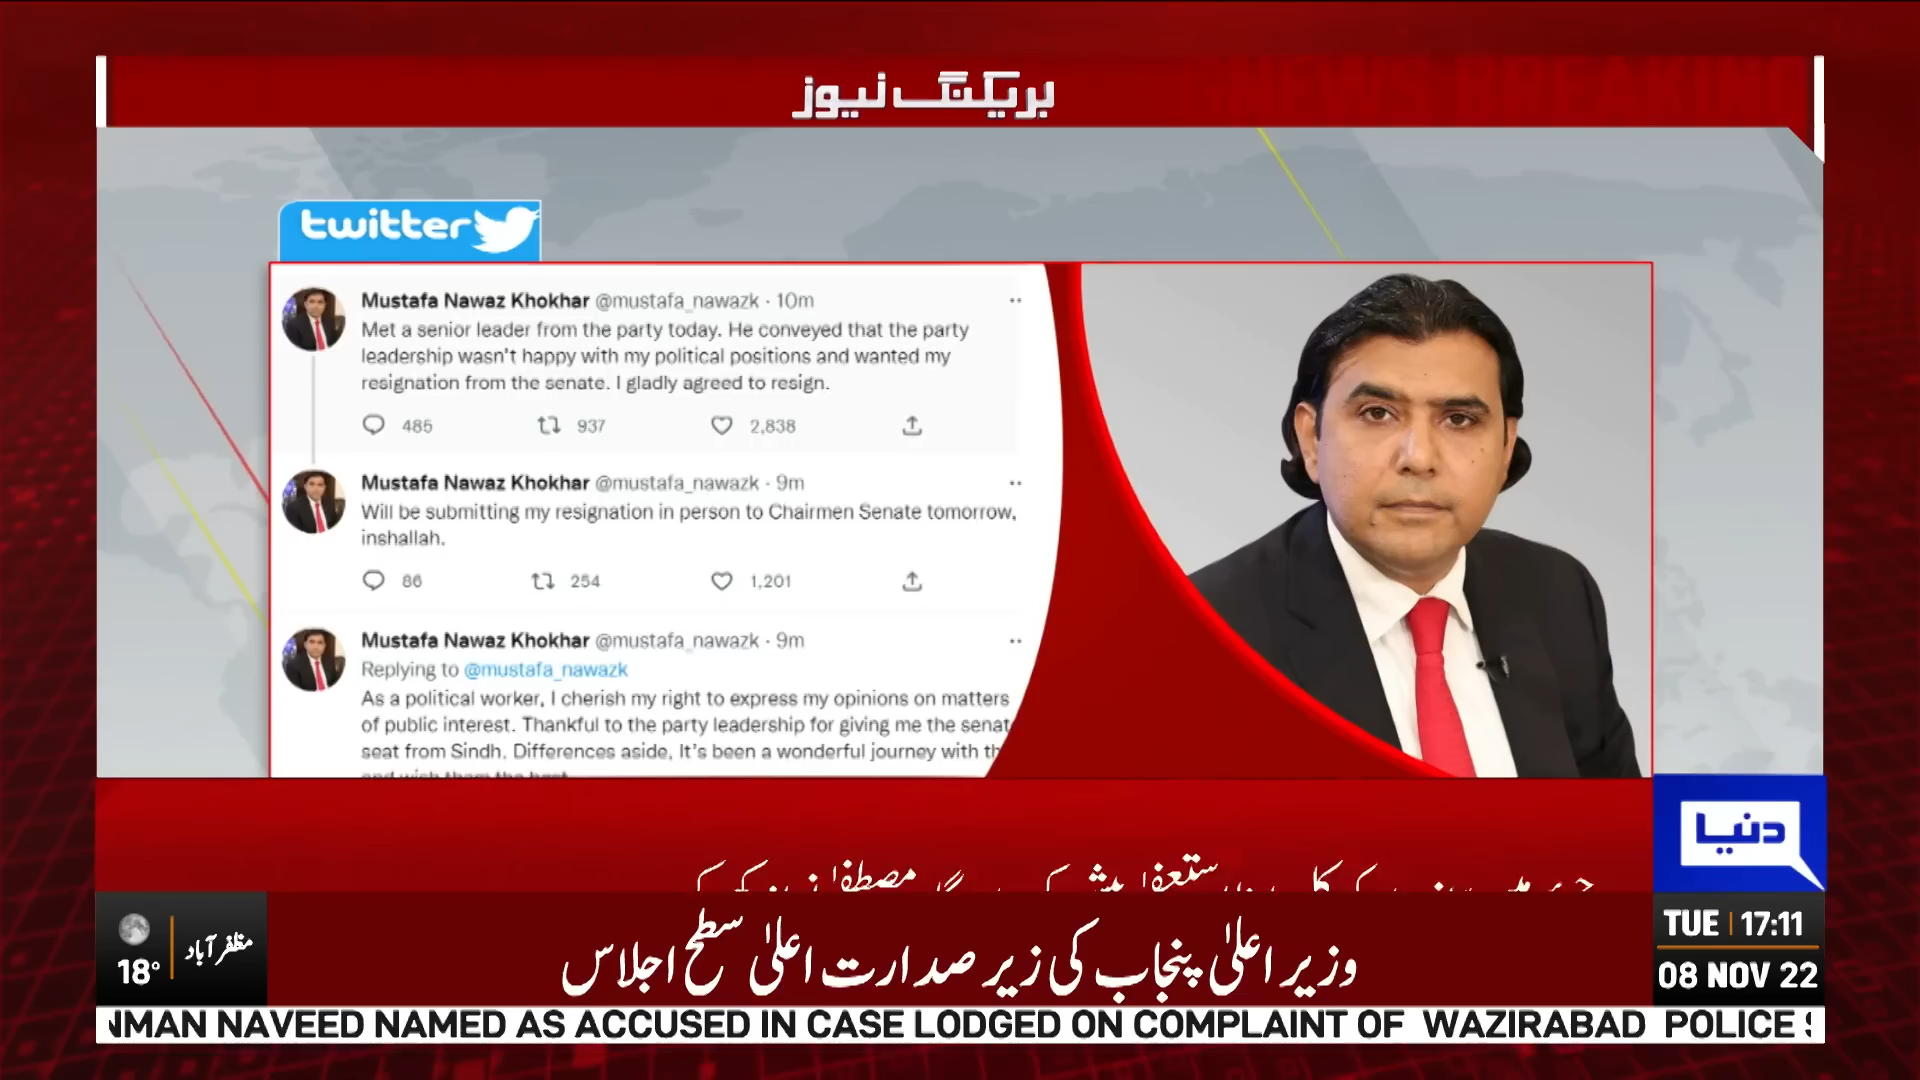 بریکنگ نیوز
twitter
Mustafa Nawaz Khokhar @mustafa_nawazk · 10m
Met a senior leader from the party today. He conveyed that the party
leadership wasn't happy with my political positions and wanted my
resignation from the senate. I gladly agreed to resign.
485 937 2,838
Mustafa Nawaz Khokhar @mustafa_nawazk · 9m
Will be submitting my resignation in person to Chairmen Senate tomorrow,
inshallah.
86 254 1,201
Mustafa Nawaz Khokhar @mustafa_nawazk · 9m
Replying to @mustafa_nawazk
As a political worker, I cherish my right to express my opinions on matters
of public interest. Thankful to the party leadership for giving me the senat
seat from Sindh. Differences aside, It's been a wonderful journey with th
دنیا
وزیر اعلیٰ پنجاب کی زیر صدارت اعلیٰ سطح اجلاس
مظفر آباد
18°
TUE 17:11
08 NOV 22
NAVEED NAMED AS ACCUSED IN CASE LODGED ON COMPLAINT OF WAZIRABAD POLICE